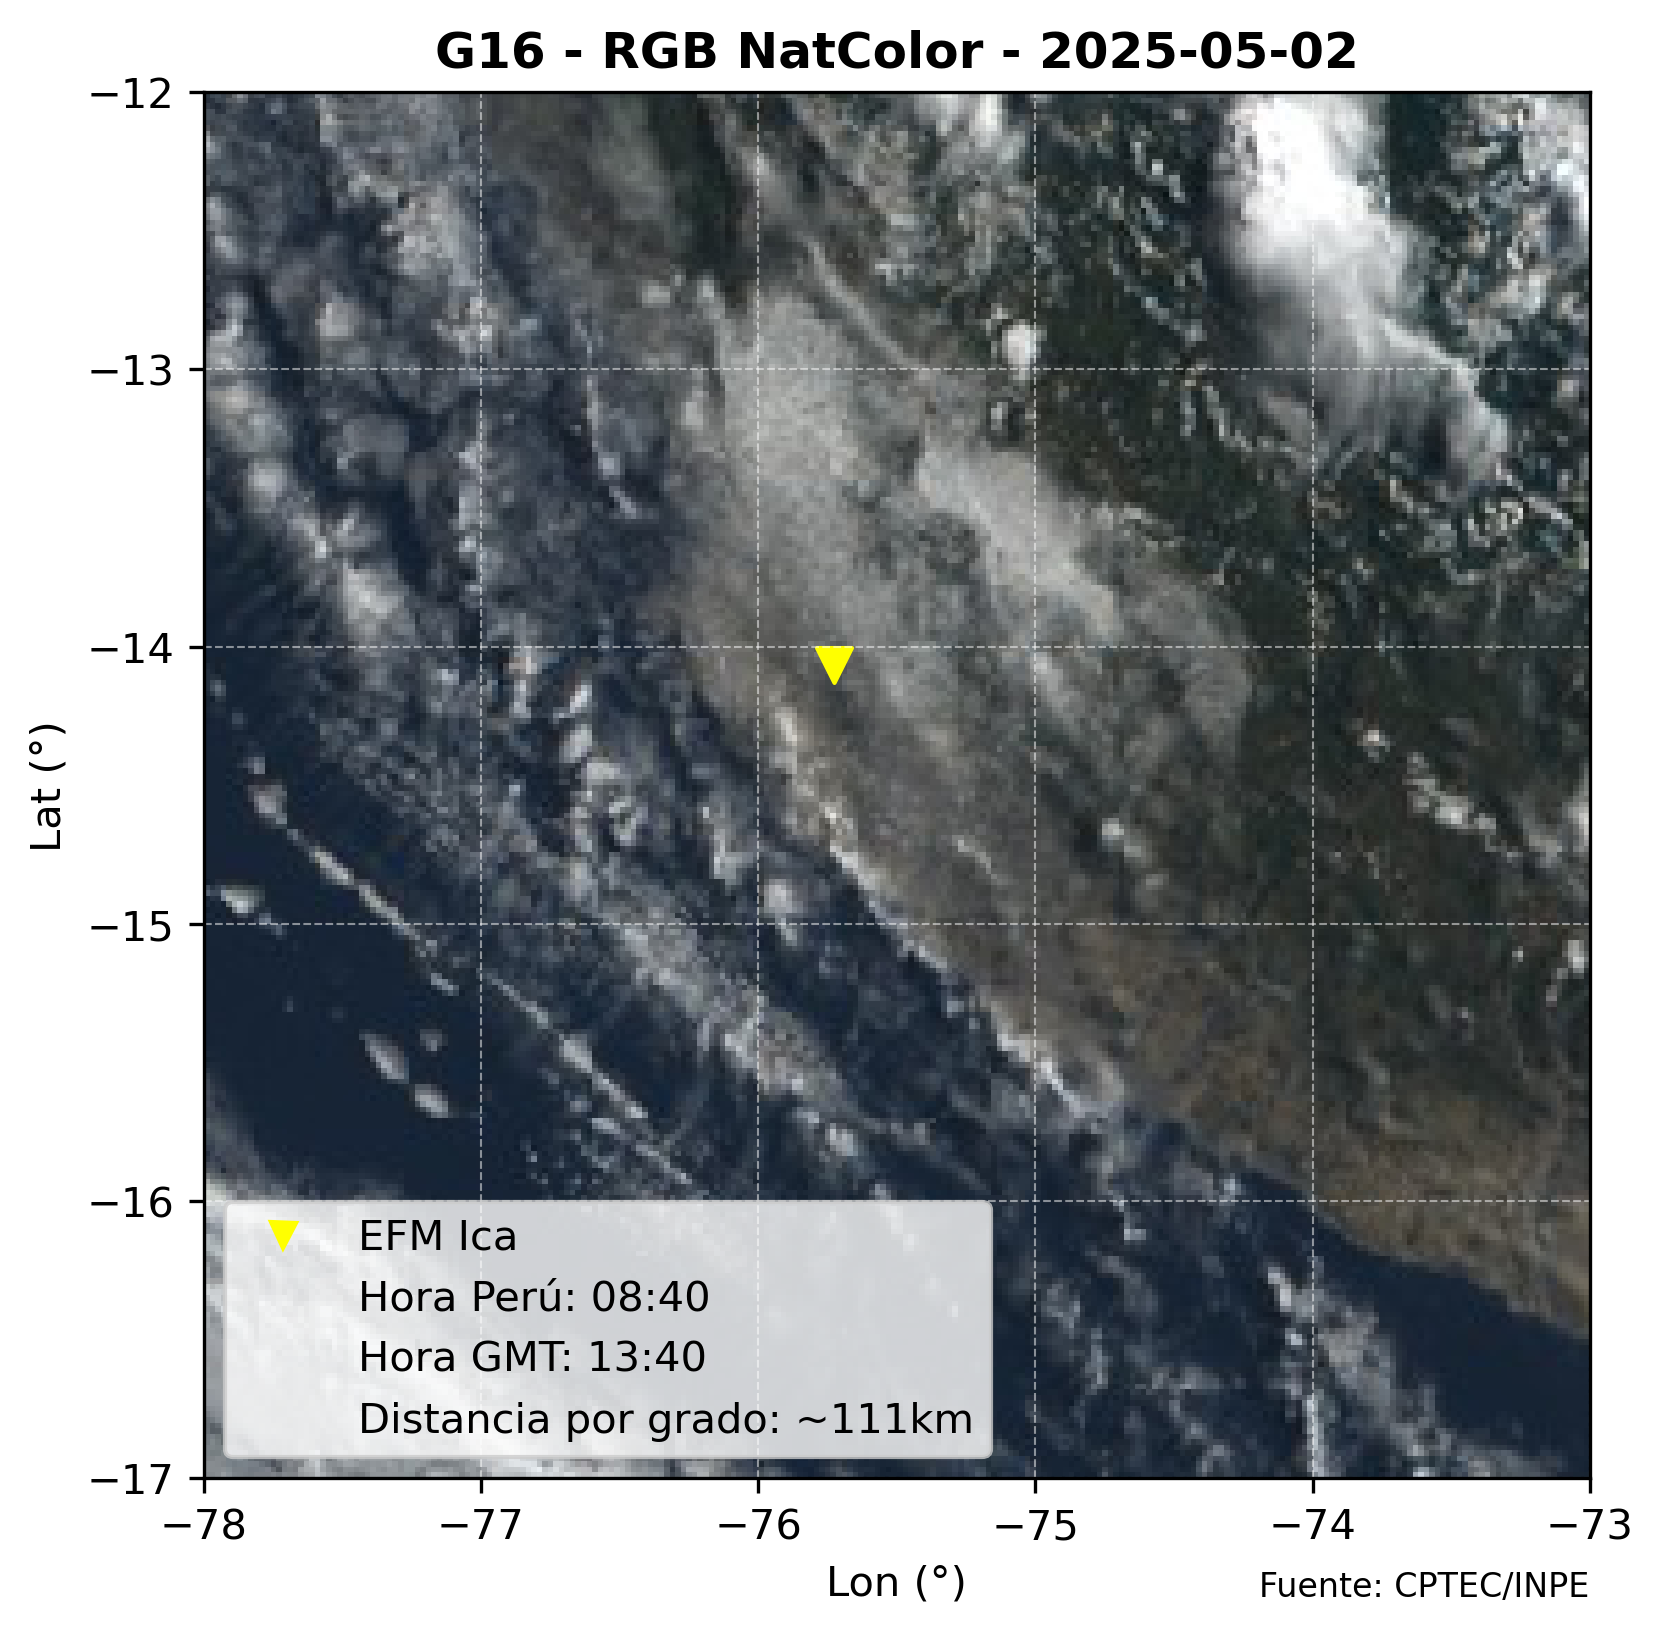 G16 - RGB NatColor - 2025-05-02
−12
−13
−14
−15
−16
−17
Lat (°)
EFM Ica
Hora Perú: 08:40
Hora GMT: 13:40
Distancia por grado: ~111km
−78 −77 −76 −75 −74 −73
Lon (°)
Fuente: CPTEC/INPE